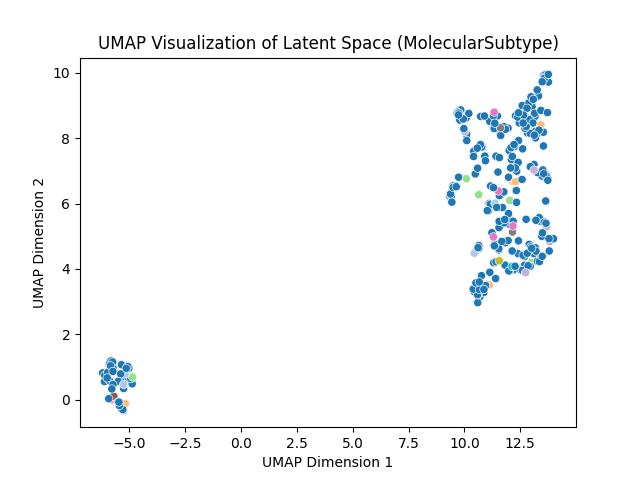 UMAP Visualization of Latent Space (MolecularSubtype)
UMAP Dimension 2
10
8
6
4
2
0
−5.0 −2.5 0.0 2.5 5.0 7.5 10.0 12.5
UMAP Dimension 1